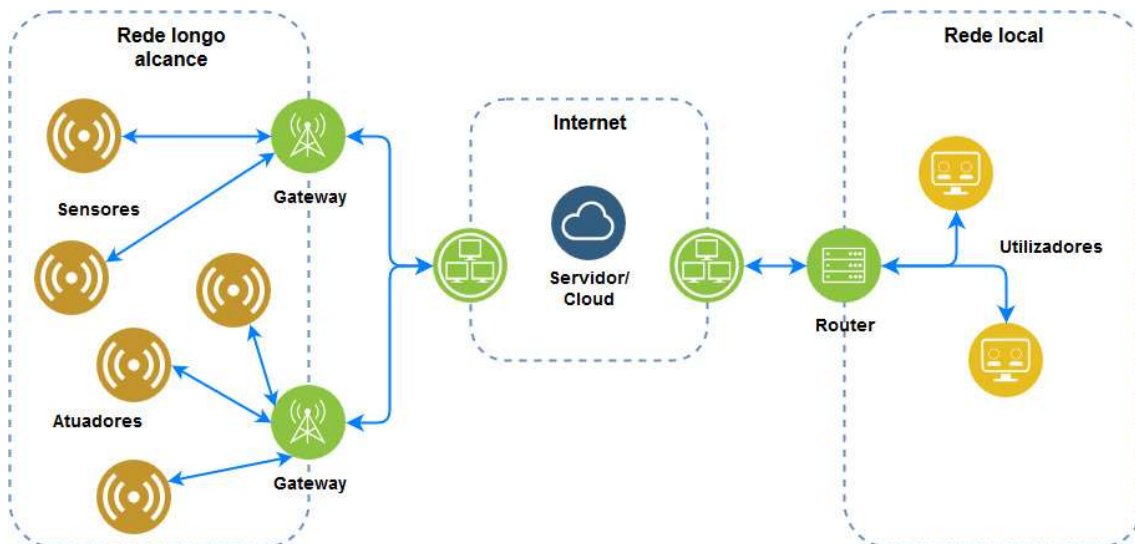 Rede longo
alcance
Sensores
Gateway
Atuadores
Gateway
Internet
Servidor/
Cloud
Rede local
Utilizadores
Router